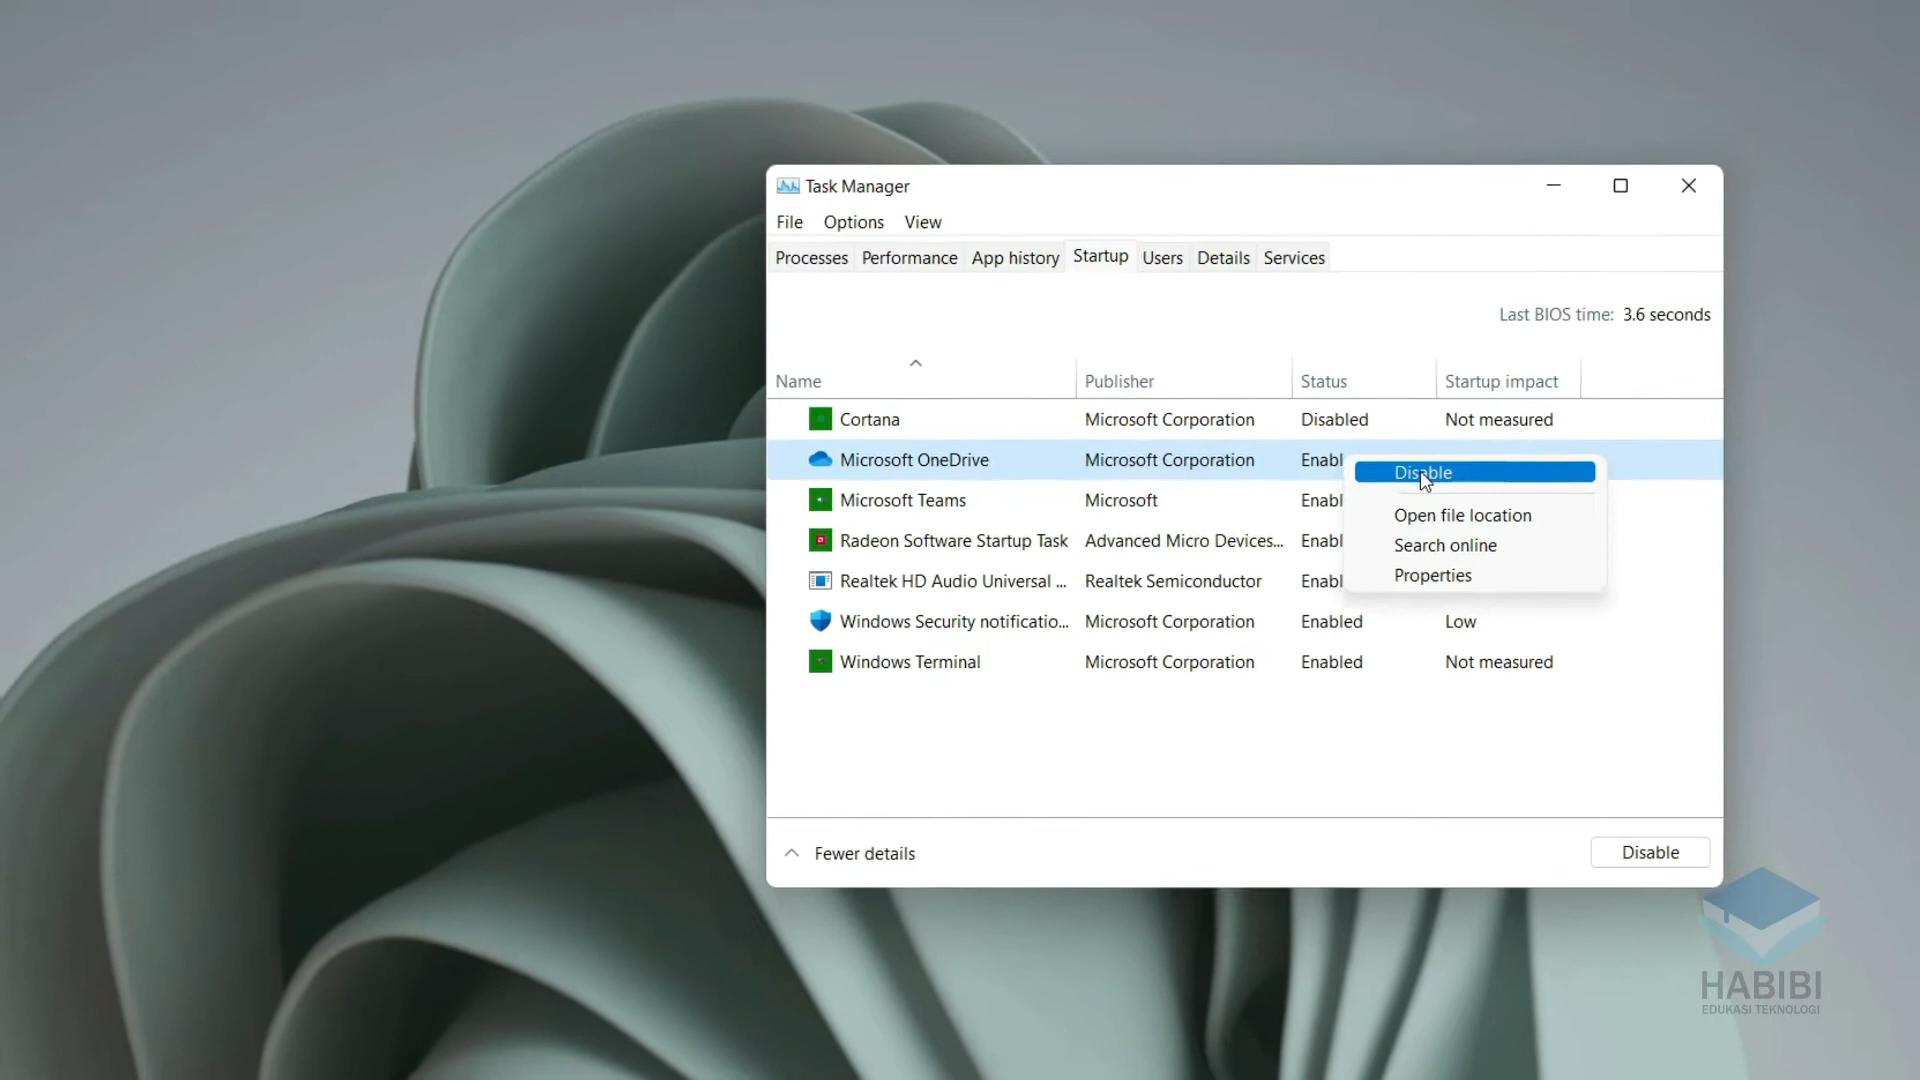 Task Manager
File Options View
Processes Performance App history Startup Users Details Services
Last BIOS time: 3.6 seconds
Name Publisher Status Startup impact
Cortana Microsoft Corporation Disabled Not measured
Microsoft OneDrive Microsoft Corporation Enabl
Disable
Microsoft Teams Microsoft Enabl
Open file location
Radeon Software Startup Task Advanced Micro Devices... Enabl
Search online
Realtek HD Audio Universal ... Realtek Semiconductor Enabl
Properties
Windows Security notificatio... Microsoft Corporation Enabled Low
Windows Terminal Microsoft Corporation Enabled Not measured
Fewer details Disable
HABIBI
EDUKASI TEKNOLOGI